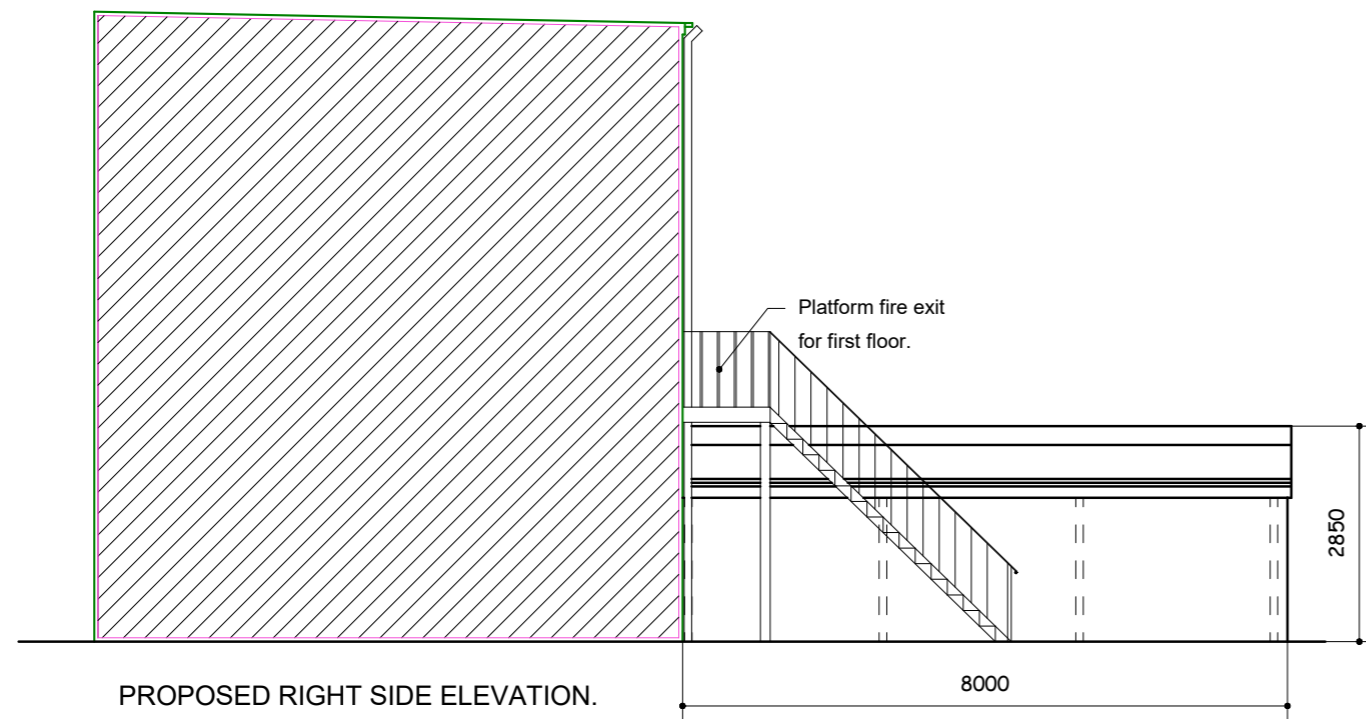 Platform fire exit
for first floor.
2850
8000
PROPOSED RIGHT SIDE ELEVATION.